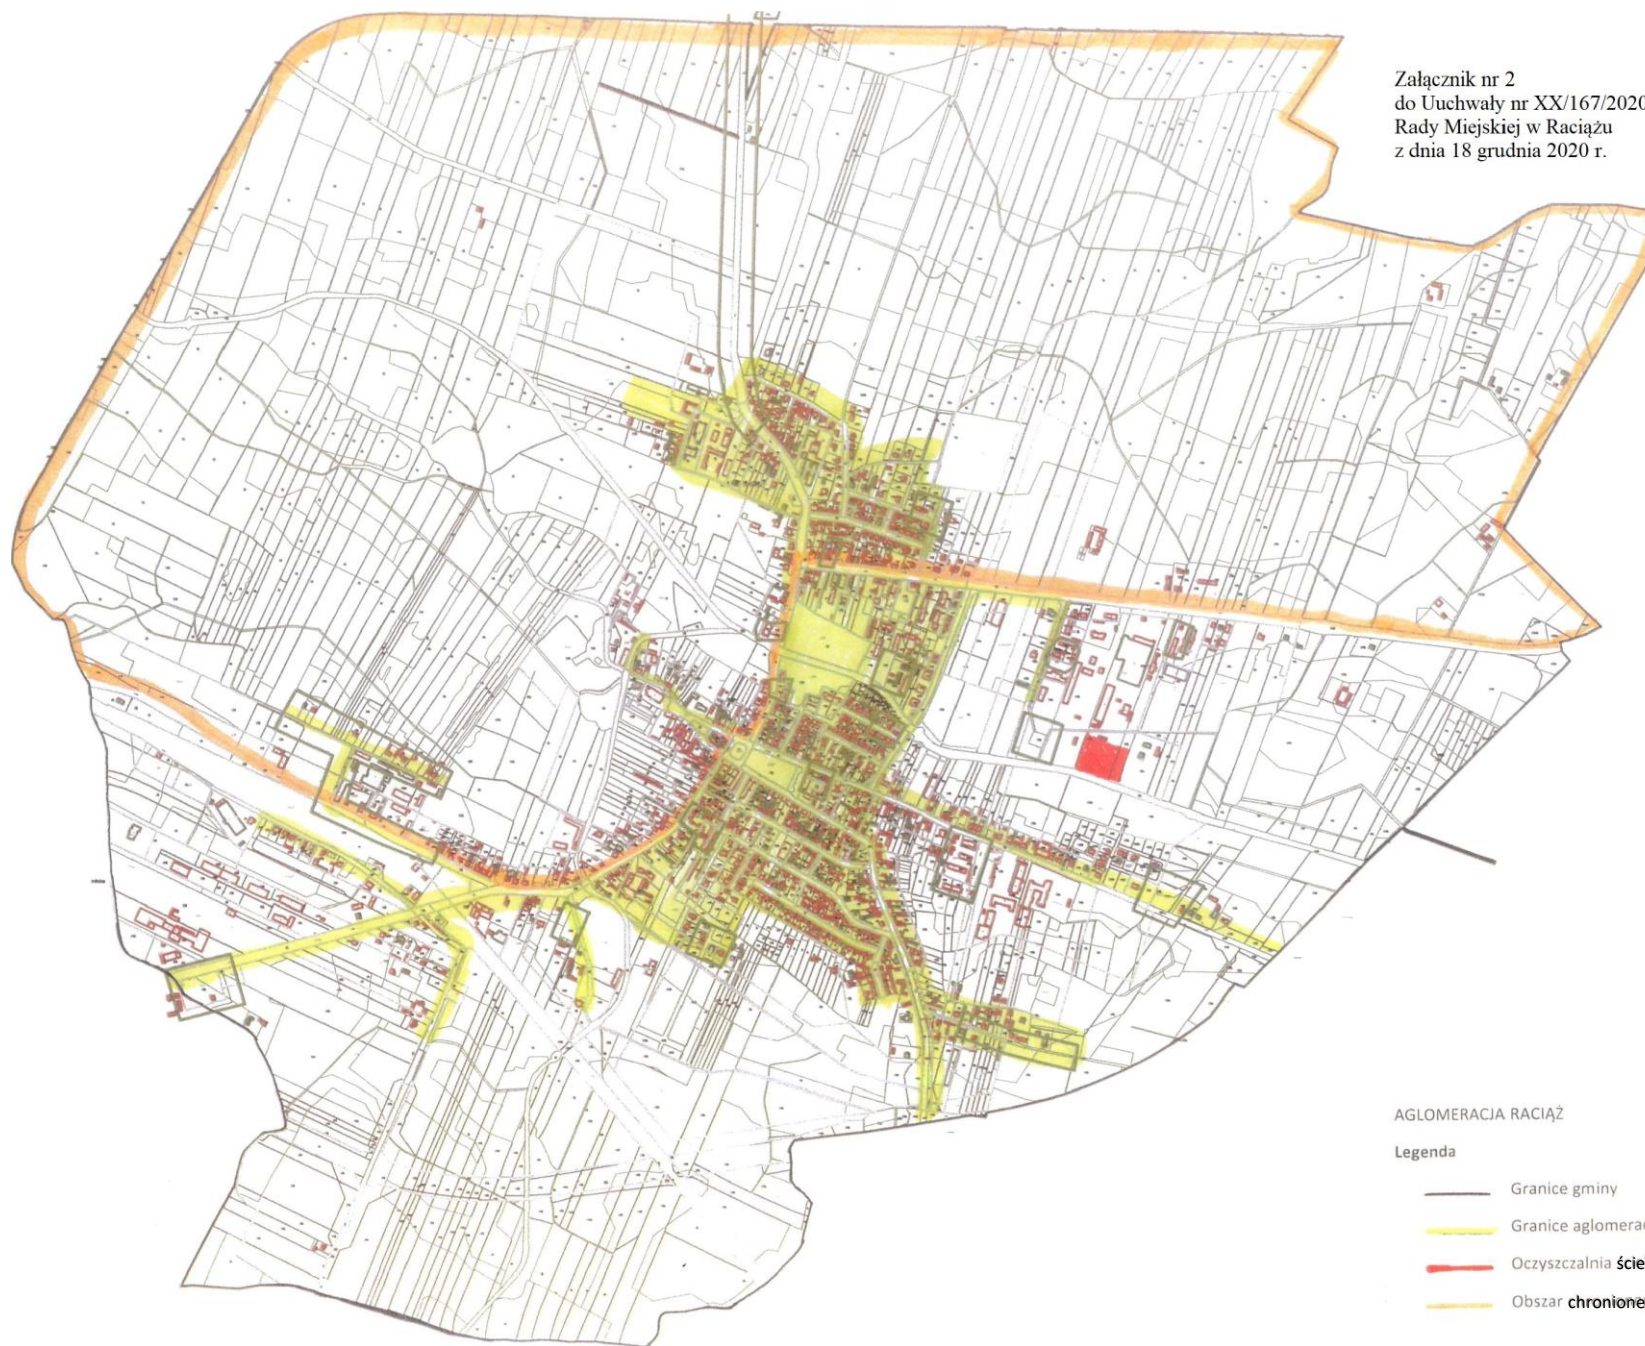 Załącznik nr 2
do Uuchwały nr XX/167/2020
Rady Miejskiej w Raciążu
z dnia 18 grudnia 2020 r.
AGLOMERACJA RACIĄŻ
Legenda
Granice gminy
Granice aglomerac
Oczyszczalnia ście
Obszar chronione